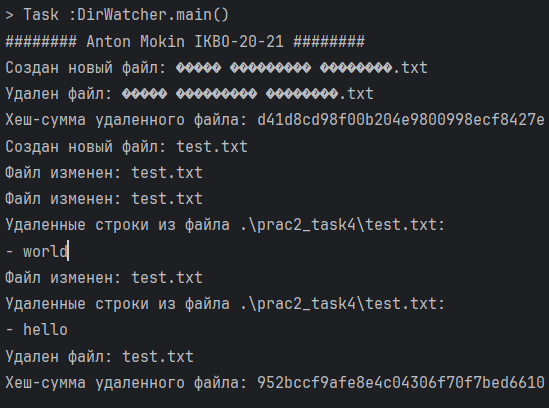 > Task :DirWatcher.main()
######## Anton Mokin IKBO-20-21 ########
Создан новый файл: ����� ��������� ��������.txt
Удален файл: ����� ��������� ��������.txt
Хеш-сумма удаленного файла: d41d8cd98f00b204e9800998ecf8427e
Создан новый файл: test.txt
Файл изменен: test.txt
Файл изменен: test.txt
Удаленные строки из файла .\prac2_task4\test.txt:
- world
Файл изменен: test.txt
Удаленные строки из файла .\prac2_task4\test.txt:
- hello
Удален файл: test.txt
Хеш-сумма удаленного файла: 952bccf9afe8e4c04306f70f7bed6610